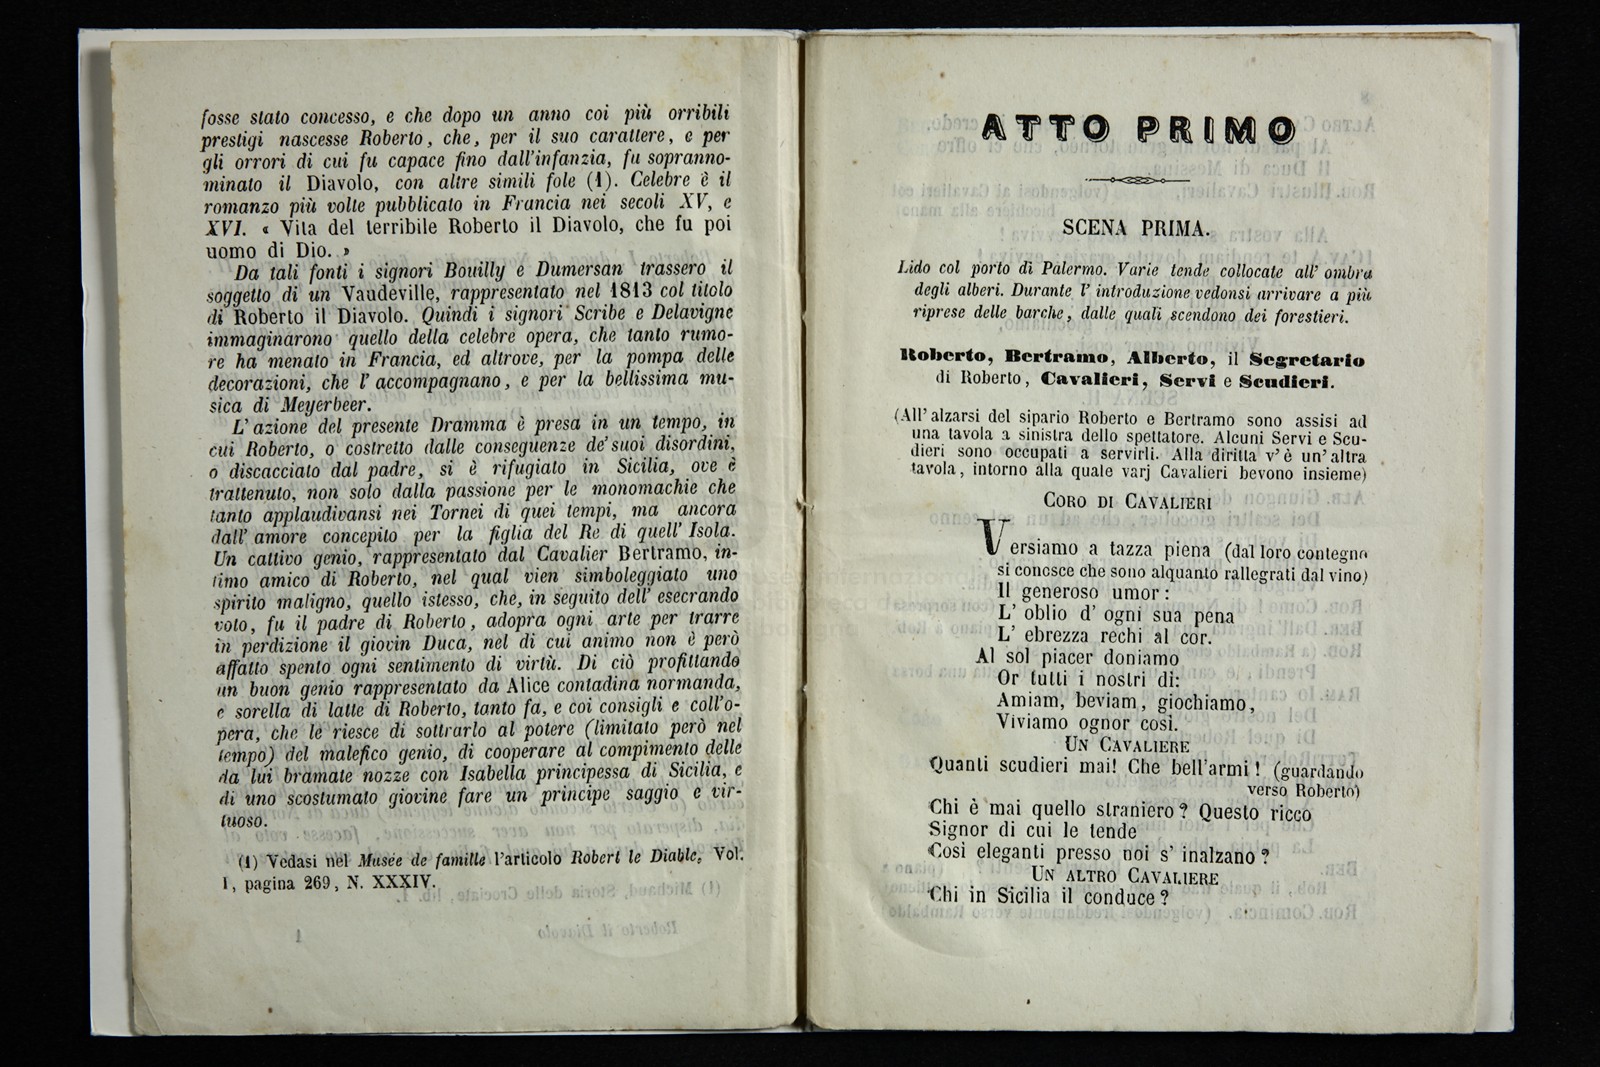 fosse stato concesso, e che dopo un anno coi più orribili
prestigi nascesse Roberto, che, per il suo carattere, e per
gli orrori di cui fu capace fino dall'infanzia, fu sopranno-
minato il Diavolo, con altre simili fole (1). Celebre è il
romanzo più volte pubblicato in Francia nei secoli XV, e
XVI. « Vita del terribile Roberto il Diavolo, che fu poi
uomo di Dio. »
Da tali fonti i signori Bouilly e Dumersan trassero il
soggetto di un Vaudeville, rappresentato nel 1813 col titolo
di Roberto il Diavolo. Quindi i signori Scribe e Delavigne
immaginarono quello della celebre opera, che tanto rumo-
re ha menato in Francia, ed altrove, per la pompa delle
decorazioni, che l' accompagnano, e per la bellissima mu-
sica di Meyerbeer.
L' azione del presente Dramma è presa in un tempo, in
cui Roberto, o costretto dalle conseguenze de' suoi disordini,
o discacciato dal padre, si è rifugiato in Sicilia, ove è
trattenuto, non solo dalla passione per le monomachie che
tanto applaudivansi nei Tornei di quei tempi, ma ancora
dall' amore concepito per la figlia del Re di quell' Isola.
Un cattivo genio, rappresentato dal Cavalier Bertramo, in-
timo amico di Roberto, nel qual vien simboleggiato uno
spirito maligno, quello istesso, che, in seguito dell' esecrando
voto, fu il padre di Roberto, adopra ogni arte per trarre
in perdizione il giovin Duca, nel di cui animo non è però
affatto spento ogni sentimento di virtù. Di ciò profittando
un buon genio rappresentato da Alice contadina normanda,
e sorella di latte di Roberto, tanto fa, e coi consigli e coll'o-
pera, che le riesce di sottrarlo al potere (limitato però nel
tempo) del malefico genio, di cooperare al compimento delle
da lui bramate nozze con Isabella principessa di Sicilia, e
di uno scostumato giovine fare un principe saggio e vir-
tuoso.
(1) Vedasi nel Musée de famille l'articolo Robert le Diable, Vol.
I, pagina 269, N. XXXIV.
ATTO PRIMO
SCENA PRIMA.
Lido col porto di Palermo. Varie tende collocate all' ombra
degli alberi. Durante l' introduzione vedonsi arrivare a più
riprese delle barche, dalle quali scendono dei forestieri.
Roberto, Bertramo, Alberto, il Segretario
di Roberto, Cavalieri, Servi e Scudieri.
(All' alzarsi del sipario Roberto e Bertramo sono assisi ad
una tavola a sinistra dello spettatore. Alcuni Servi e Scu-
dieri sono occupati a servirli. Alla diritta v' è un' altra
tavola, intorno alla quale varj Cavalieri bevono insieme)
CORO DI CAVALIERI
Versiamo a tazza piena (dal loro contegno
si conosce che sono alquanto rallegrati dal vino)
Il generoso umor:
L' oblio d' ogni sua pena
L' ebrezza rechi al cor.
Al sol piacer doniamo
Or tutti i nostri dì:
Amiam, beviam, giochiamo,
Viviamo ognor così.
UN CAVALIERE
Quanti scudieri mai! Che bell'armi! (guardando
verso Roberto)
Chi è mai quello straniero? Questo ricco
Signor di cui le tende
Così eleganti presso noi s' inalzano?
UN ALTRO CAVALIERE
Chi in Sicilia il conduce?